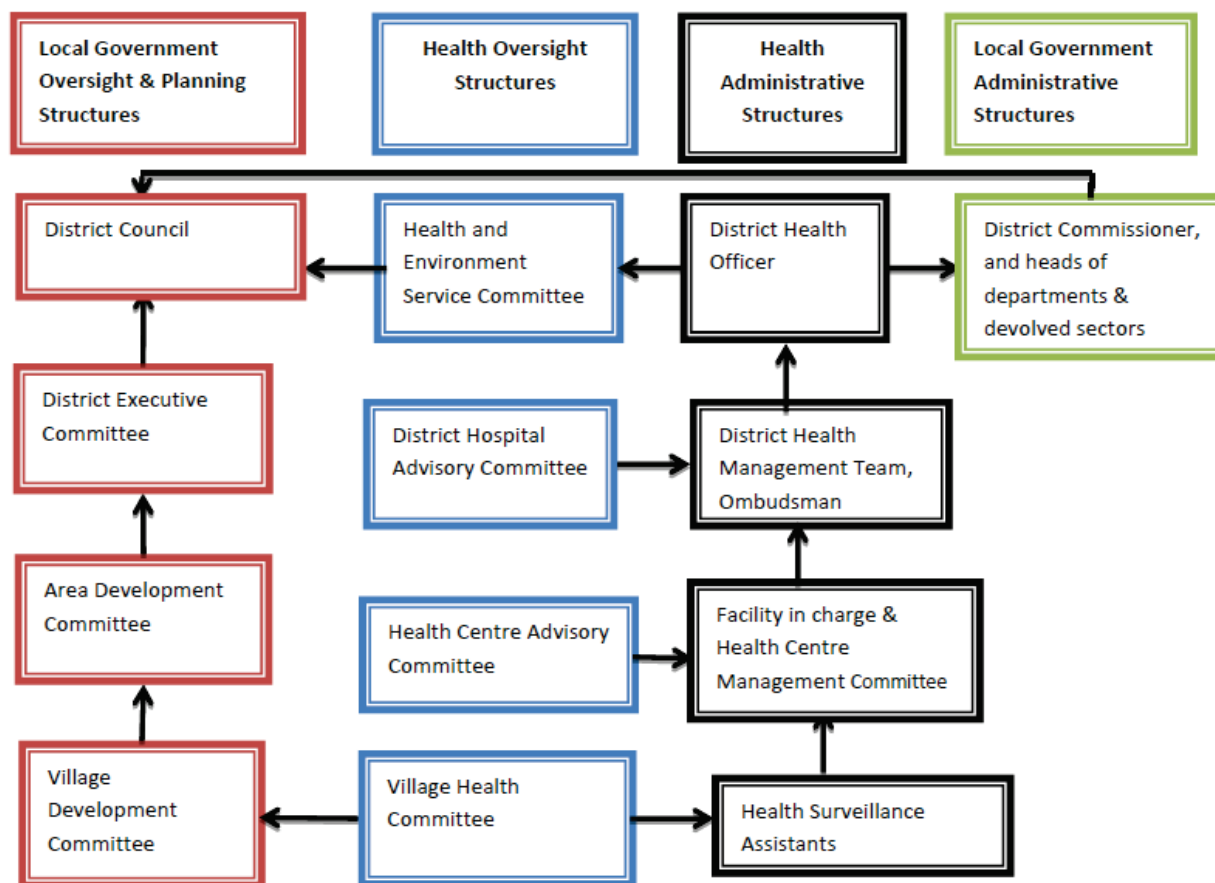 Local Government
Oversight & Planning
Structures
Health Oversight
Structures
Health
Administrative
Structures
Local Government
Administrative
Structures
District Council
Health and
Environment
Service Committee
District Health
Officer
District Commissioner,
and heads of
departments &
devolved sectors
District Executive
Committee
District Hospital
Advisory Committee
District Health
Management Team,
Ombudsman
Area Development
Committee
Health Centre Advisory
Committee
Facility in charge &
Health Centre
Management Committee
Village
Development
Committee
Village Health
Committee
Health Surveillance
Assistants